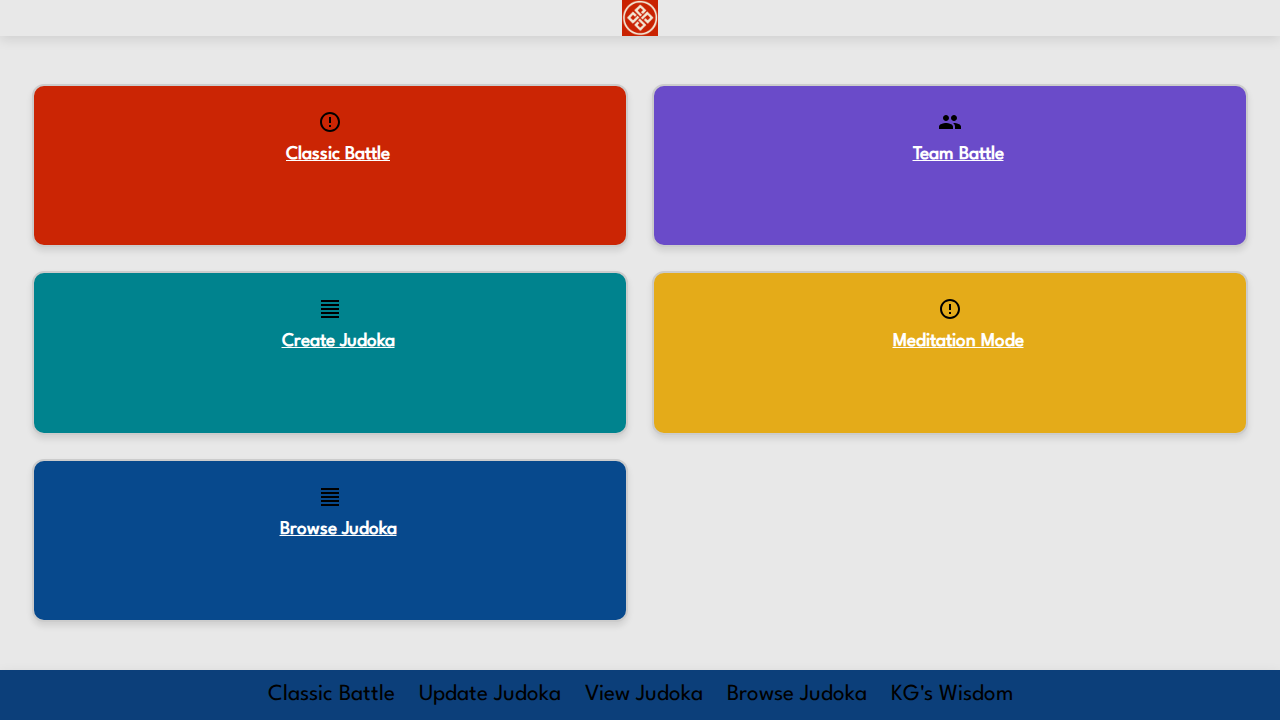 Classic Battle
Team Battle
Create Judoka
Meditation Mode
Browse Judoka
Classic Battle Update Judoka View Judoka Browse Judoka KG's Wisdom